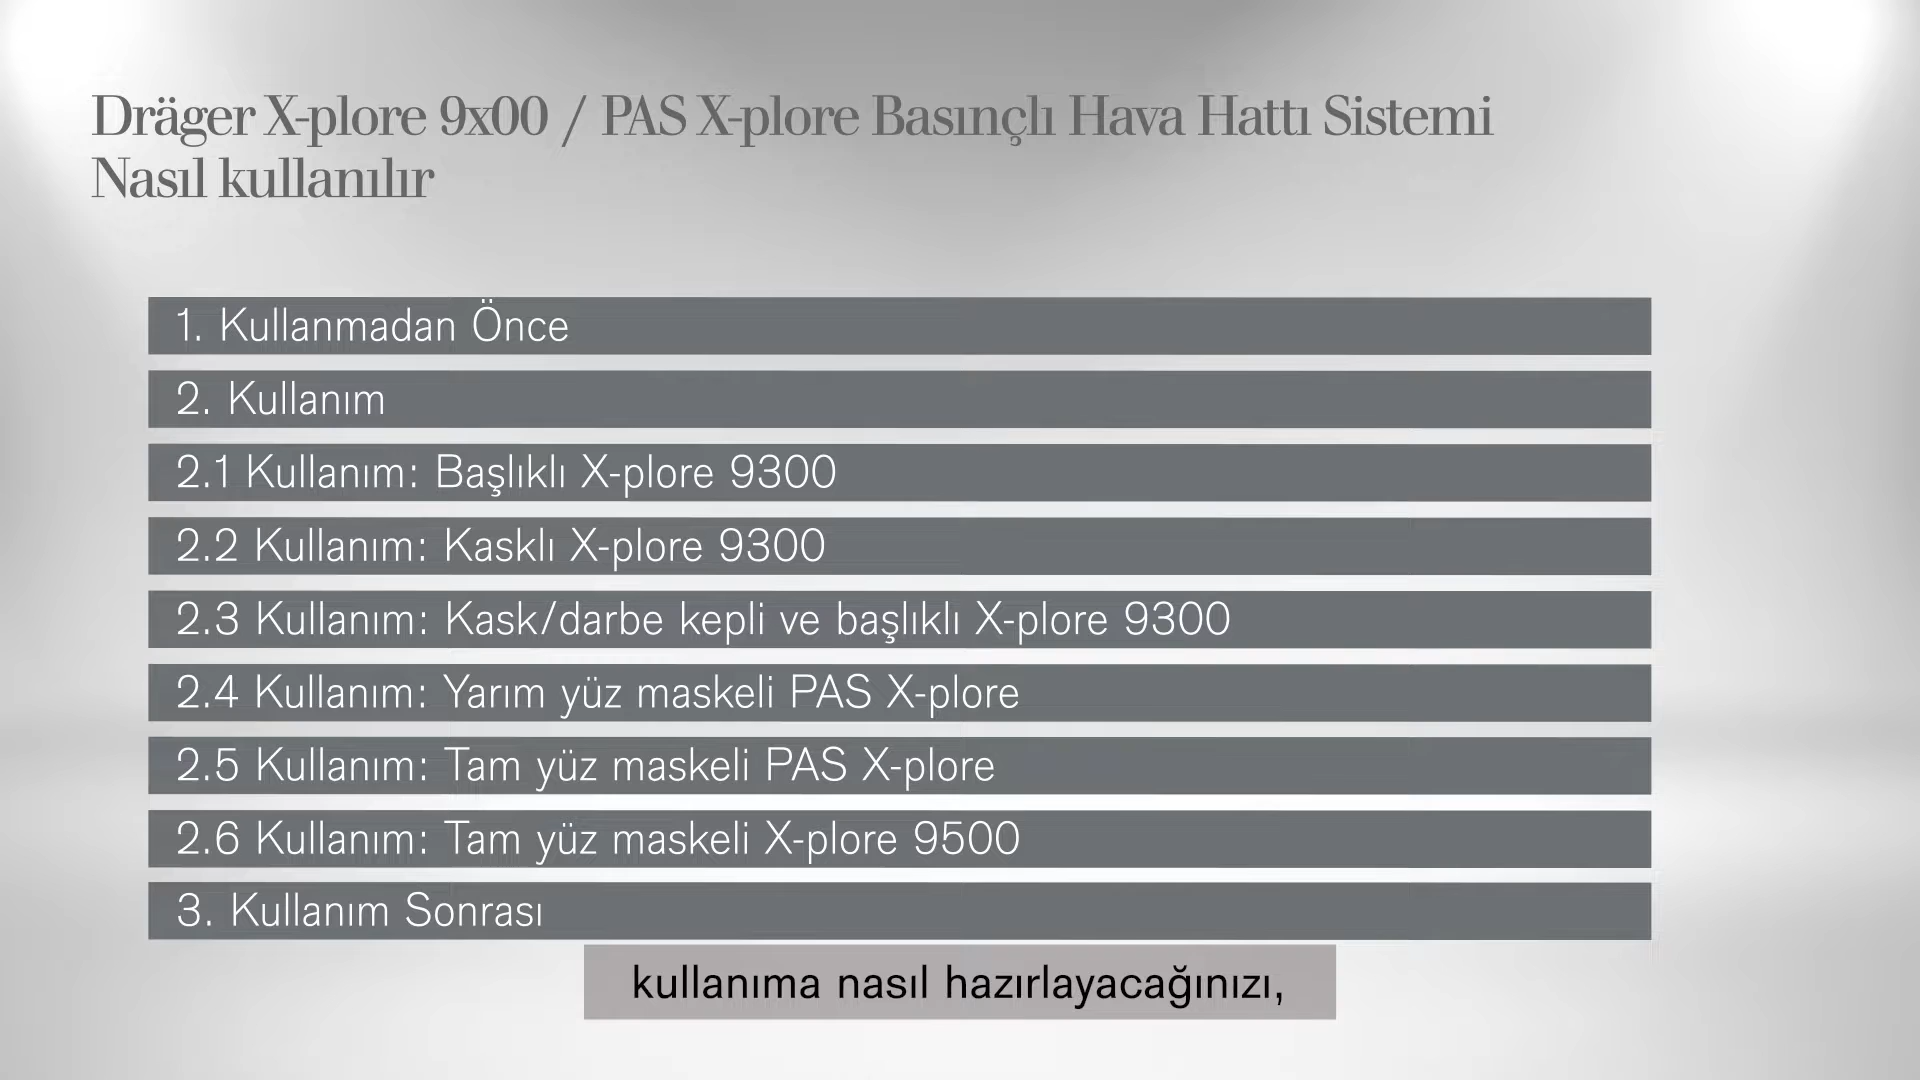 Dräger X-plore 9x00 / PAS X-plore Basınçlı Hava Hattı Sistemi
Nasıl kullanılır
1. Kullanmadan Önce
2. Kullanım
2.1 Kullanım: Başlıklı X-plore 9300
2.2 Kullanım: Kasklı X-plore 9300
2.3 Kullanım: Kask/darbe kepli ve başlıklı X-plore 9300
2.4 Kullanım: Yarım yüz maskeli PAS X-plore
2.5 Kullanım: Tam yüz maskeli PAS X-plore
2.6 Kullanım: Tam yüz maskeli X-plore 9500
3. Kullanım Sonrası
kullanıma nasıl hazırlayacağınızı,